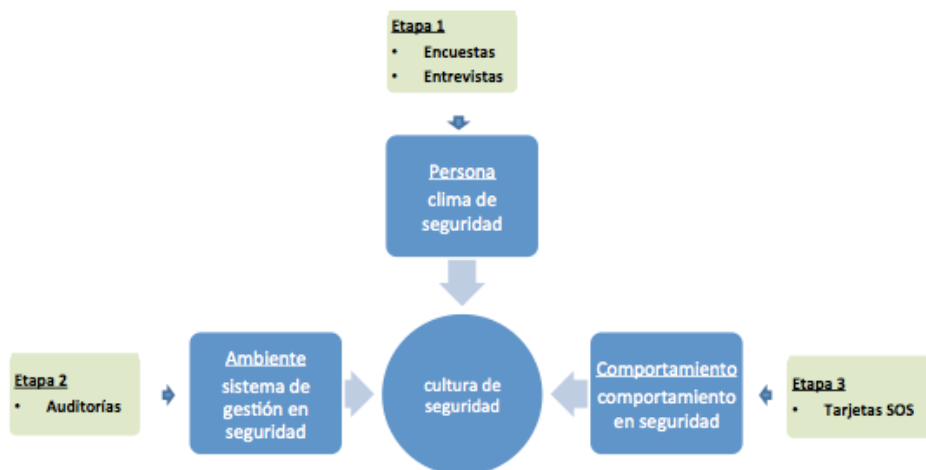 Etapa 1
• Encuestas
• Entrevistas
Persona
clima de
seguridad
Etapa 2
• Auditorías
Ambiente
sistema de
gestión en
seguridad
cultura de
seguridad
Comportamiento
comportamiento
en seguridad
Etapa 3
• Tarjetas SOS